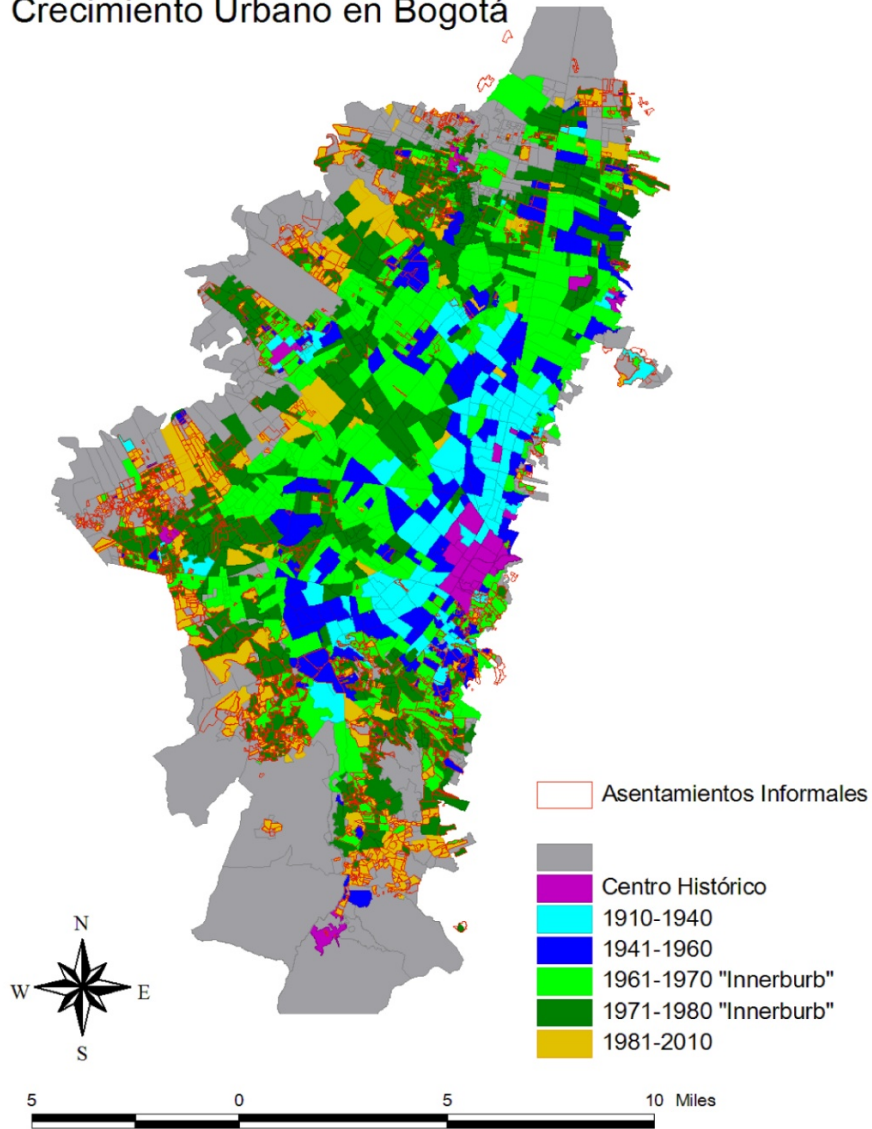 Crecimiento Urbano en Bogotá
Asentamientos Informales
Centro Histórico
1910-1940
1941-1960
1961-1970 "Innerburb"
1971-1980 "Innerburb"
1981-2010
N
W E
S
5 0 5 10 Miles